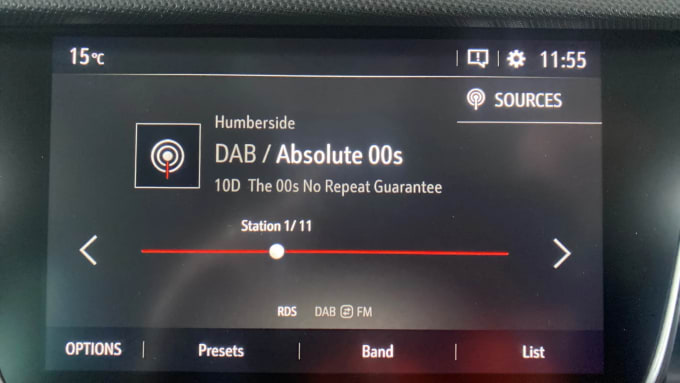 15°C
11:55
SOURCES
Humberside
DAB / Absolute 00s
10D The 00s No Repeat Guarantee
Station 1/11
RDS DAB FM
OPTIONS Presets Band List